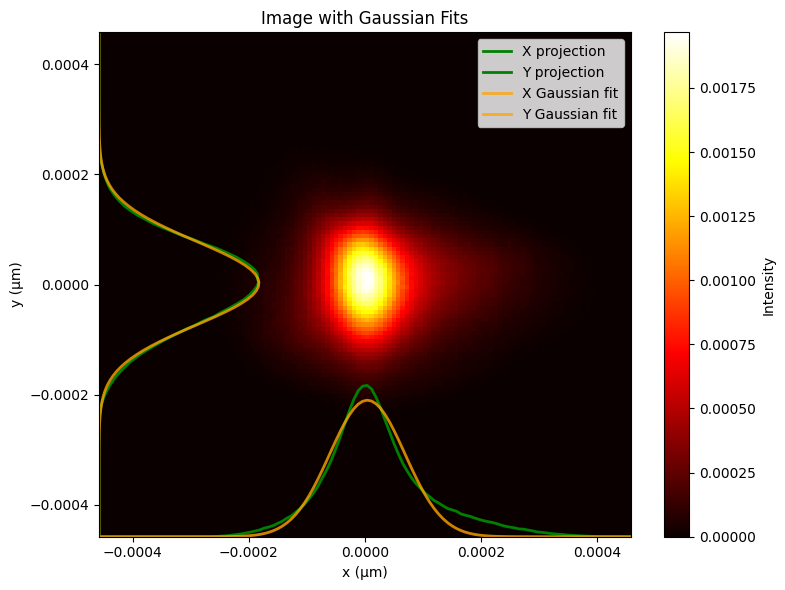 Image with Gaussian Fits
X projection
Y projection
X Gaussian fit
Y Gaussian fit
0.0004
0.0002
0.0000
−0.0002
−0.0004
y (μm)
−0.0004
−0.0002
0.0000
0.0002
0.0004
x (μm)
0.00175
0.00150
0.00125
0.00100
0.00075
0.00050
0.00025
0.00000
Intensity